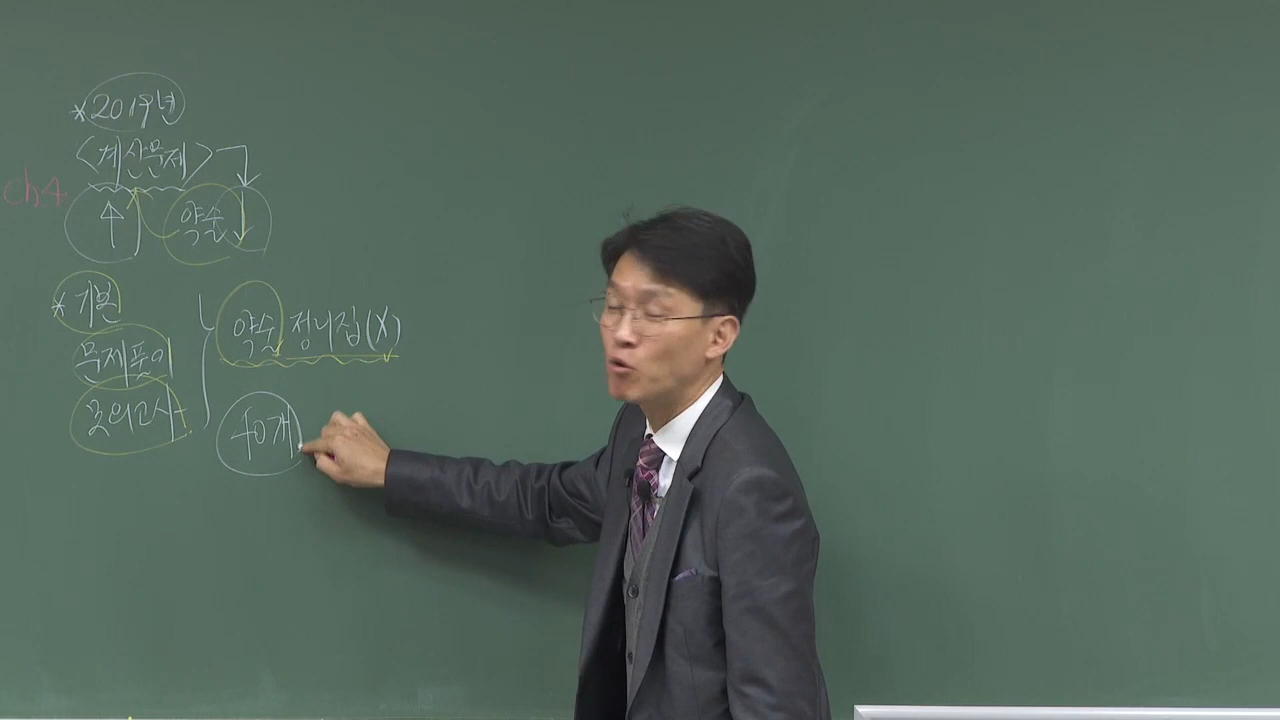 *2019년
<계산문제>
ch4
↑ 약술 ↓
* 기본
문제풀이
모의고사
약술 정리집(X)
40개